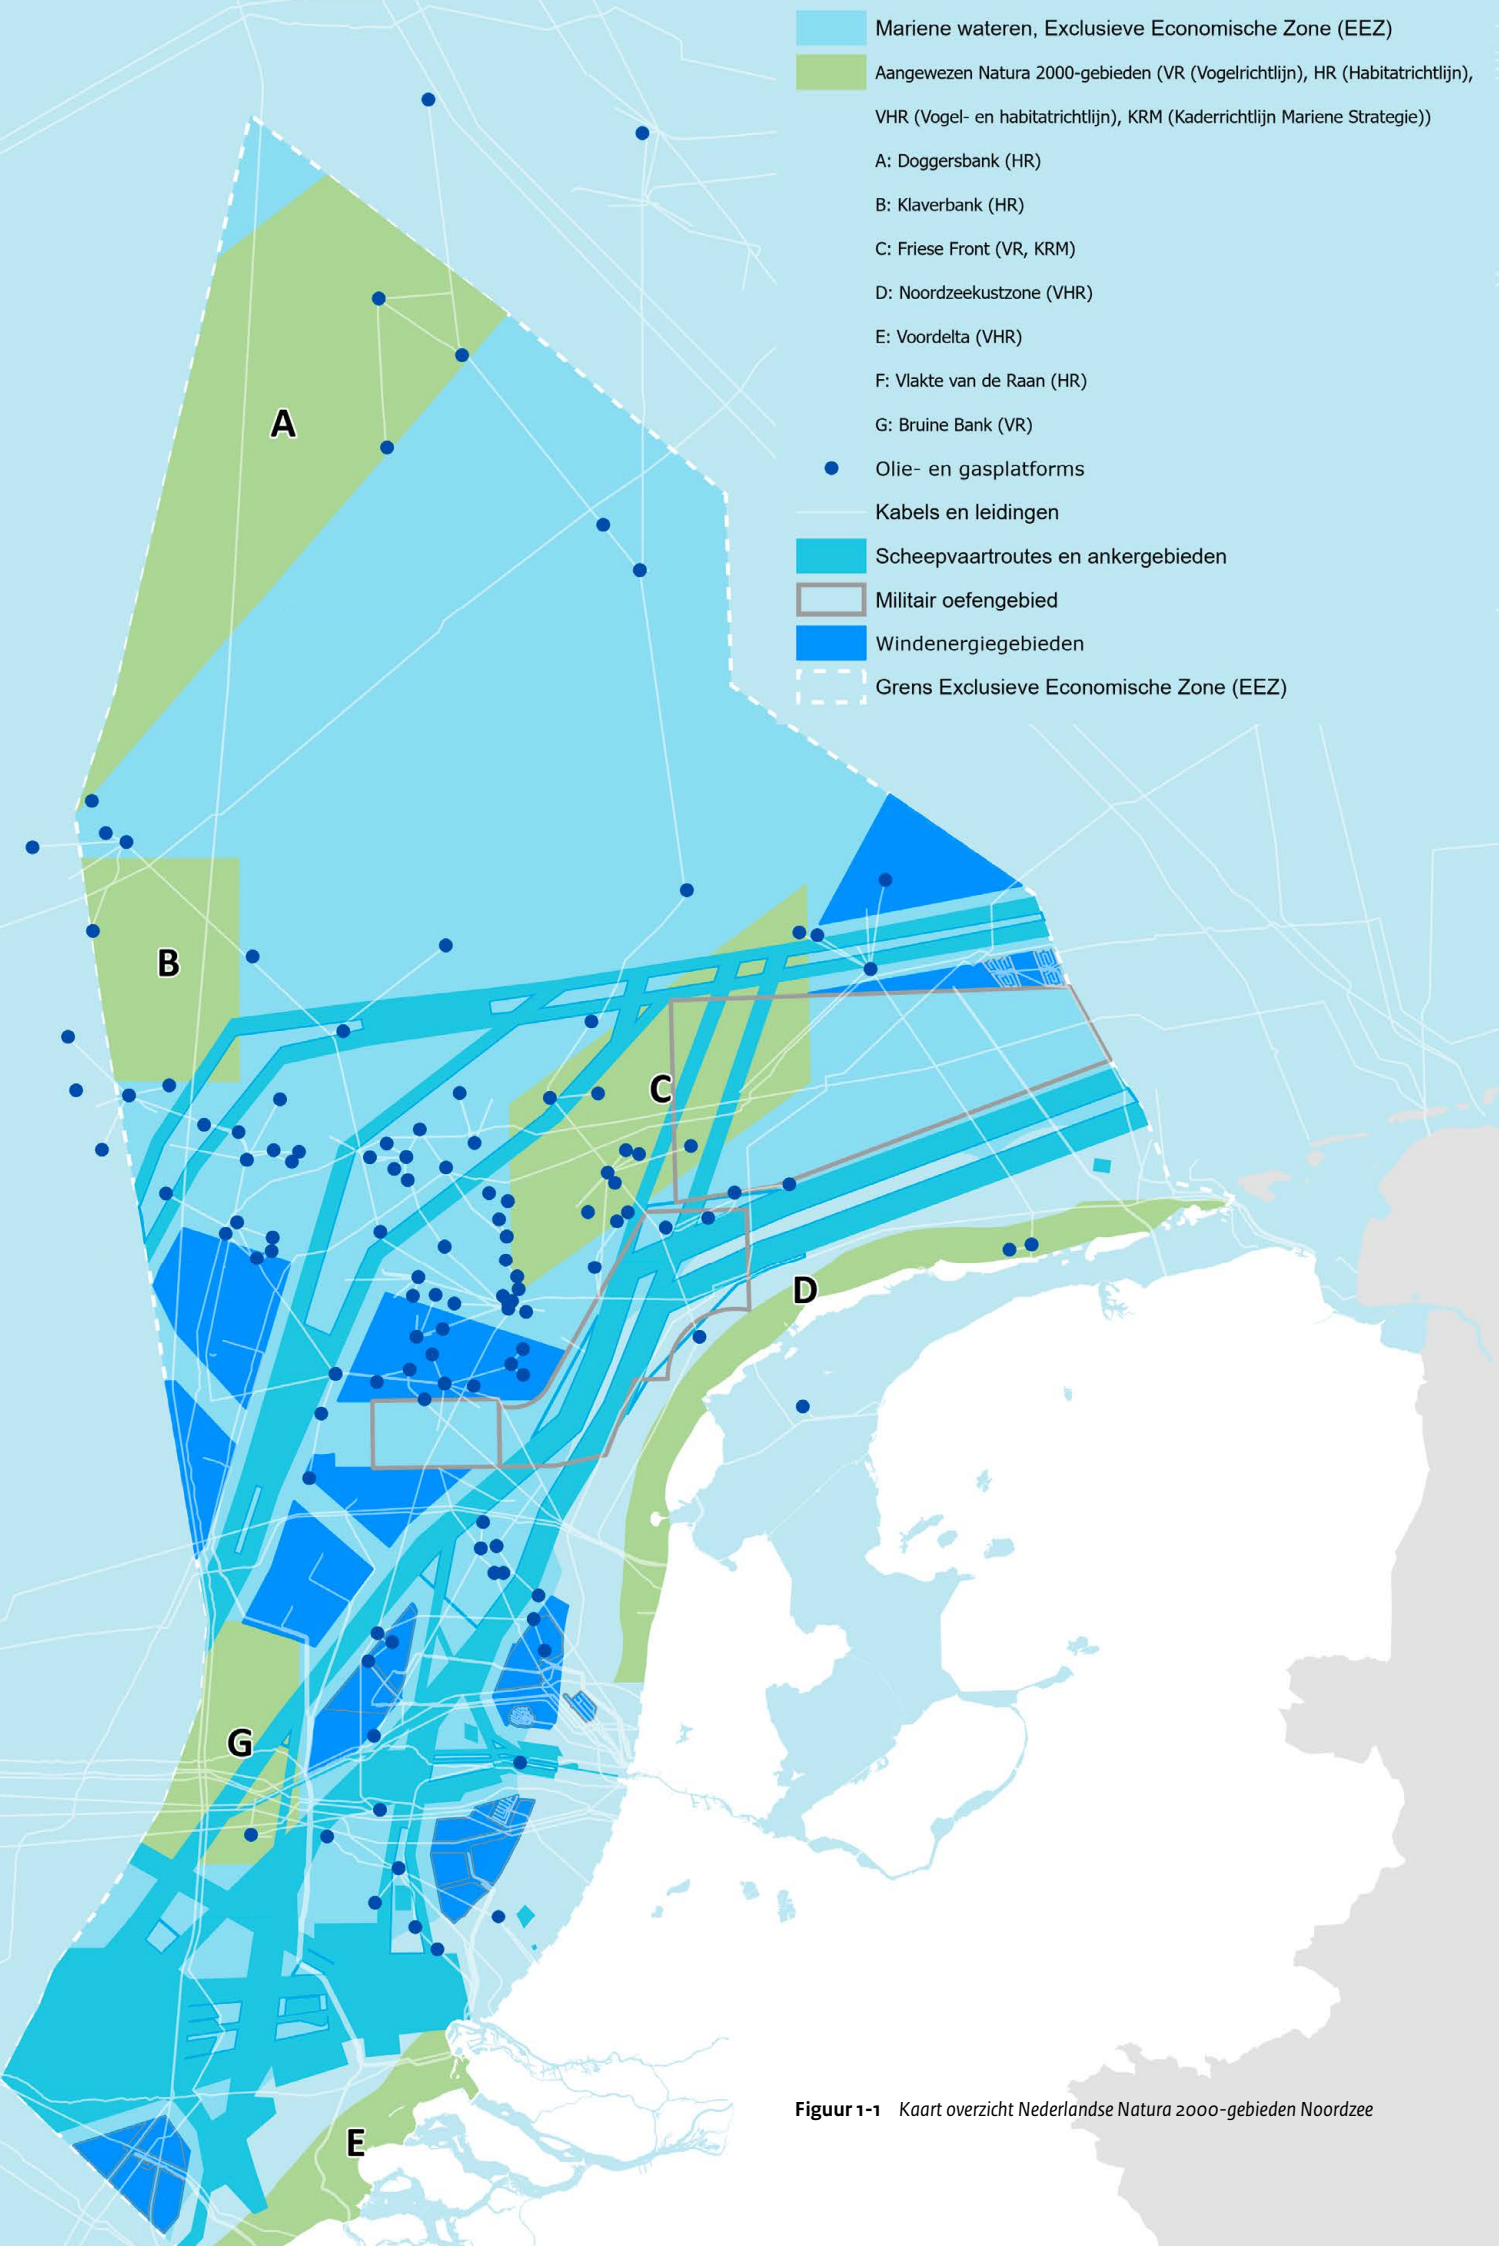 Mariene wateren, Exclusieve Economische Zone (EEZ)
Aangewezen Natura 2000-gebieden (VR (Vogelrichtlijn), HR (Habitatrichtlijn),
VHR (Vogel- en habitatrichtlijn), KRM (Kaderrichtlijn Mariene Strategie))
A: Doggersbank (HR)
B: Klaverbank (HR)
C: Friese Front (VR, KRM)
D: Noordzeekustzone (VHR)
E: Voordelta (VHR)
F: Vlakte van de Raan (HR)
G: Bruine Bank (VR)
Olie- en gasplatforms
Kabels en leidingen
Scheepvaartroutes en ankergebieden
Militair oefengebied
Windenergiegebieden
Grens Exclusieve Economische Zone (EEZ)
A
B
C
D
G
E
Figuur 1-1 Kaart overzicht Nederlandse Natura 2000-gebieden Noordzee